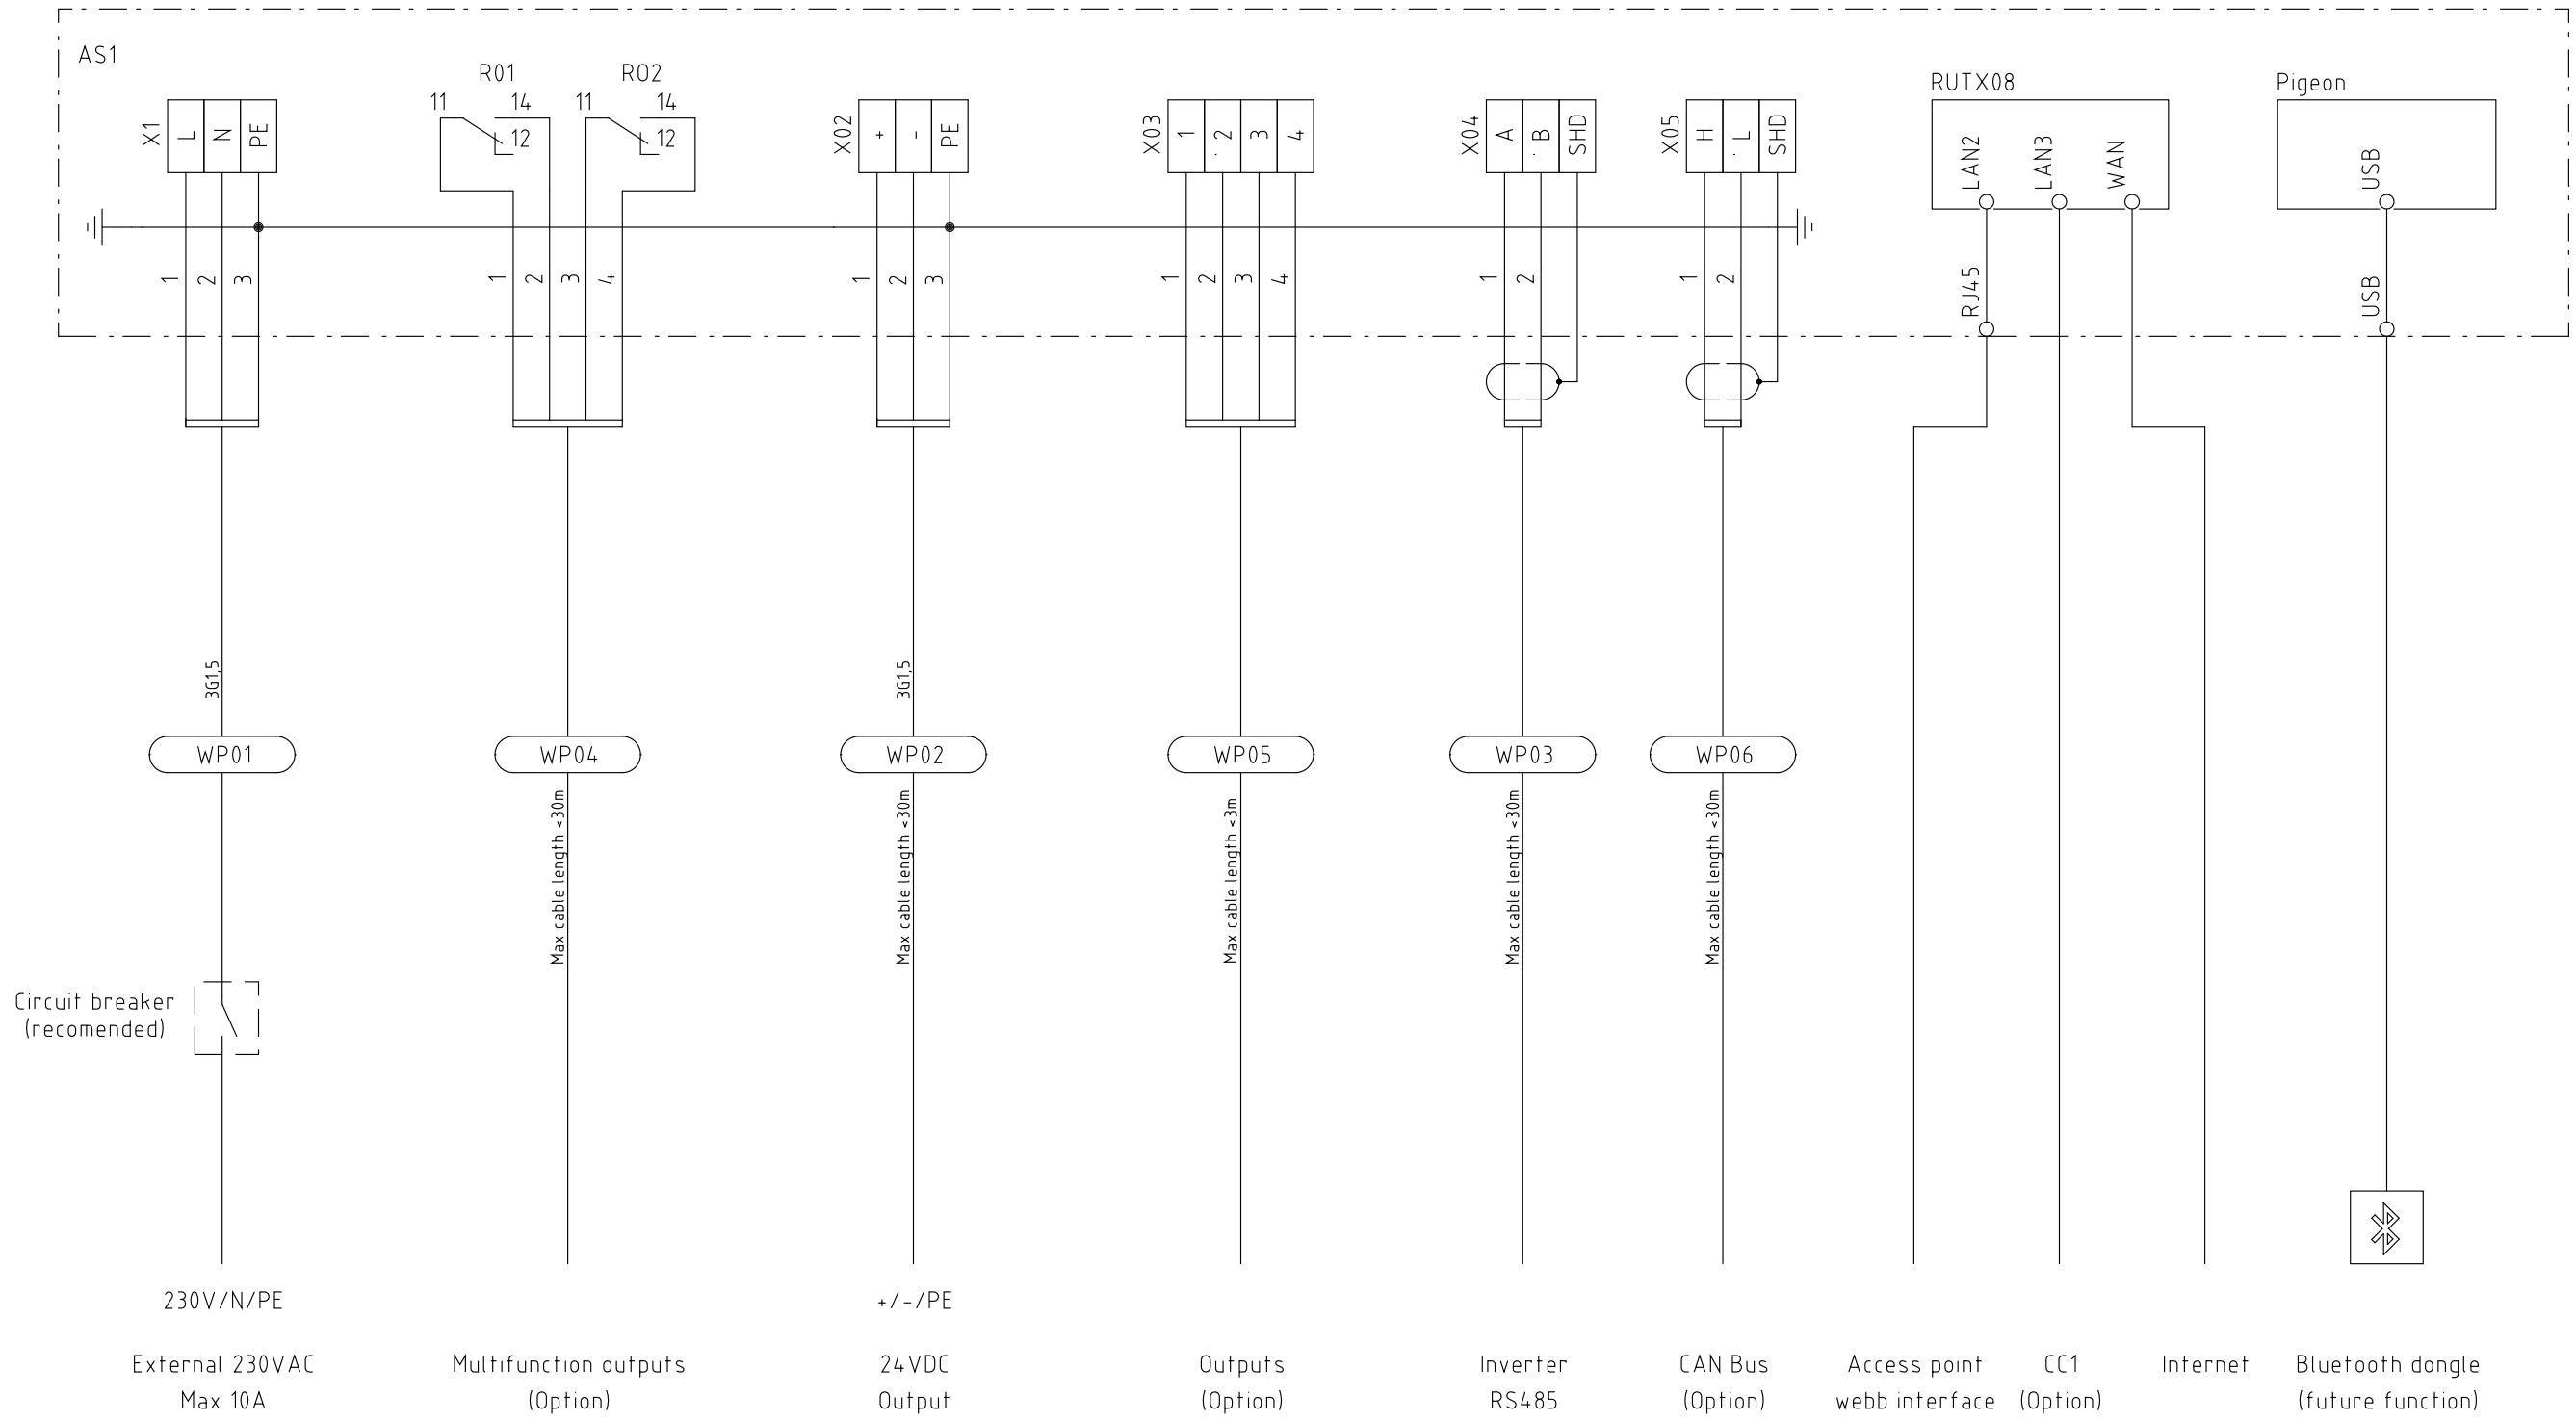 AS1
R01
RO2
RUTX08
Pigeon
11
14
12
11
14
12
X1
L
N
PE
X02
+
-
PE
X03
1
2
3
4
X04
A
B
SHD
X05
H
L
SHD
LAN2
LAN3
WAN
USB
1
2
3
1
2
3
4
1
2
3
1
2
3
4
1
2
1
2
RJ45
USB
3G1,5
3G1,5
WP01
WP04
WP02
WP05
WP03
WP06
Max cable length <30m
Max cable length <30m
Max cable length <3m
Max cable length <30m
Max cable length <30m
Circuit breaker
(recomended)
230V/N/PE
+/-/PE
External 230VAC
Max 10A
Multifunction outputs
(Option)
24VDC
Output
Outputs
(Option)
Inverter
RS485
CAN Bus
(Option)
Access point
webb interface
CC1
(Option)
Internet
Bluetooth dongle
(future function)